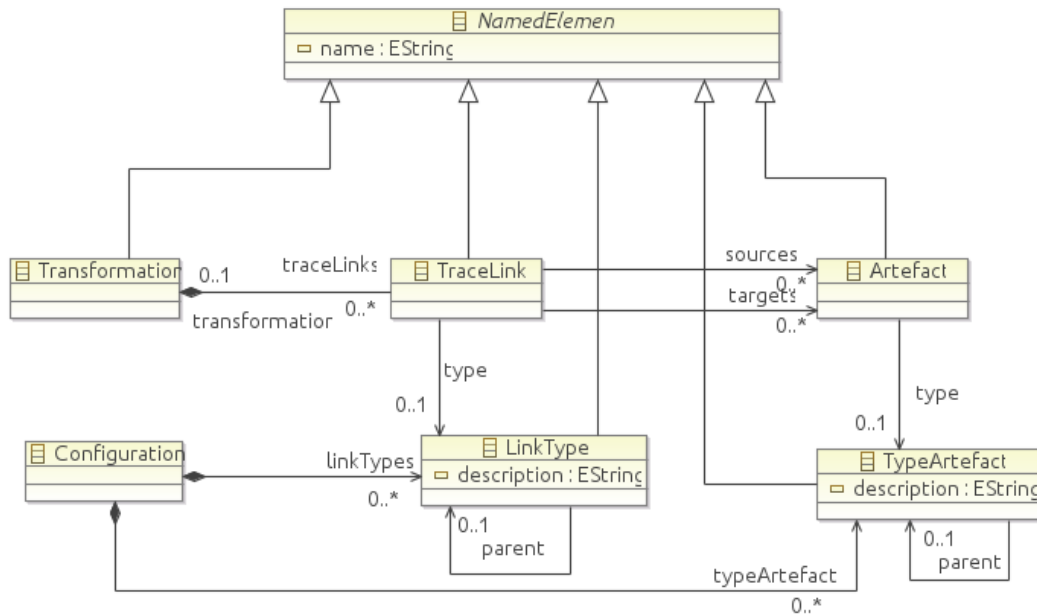 NamedElemen
name : EString
Transformation
0..1
traceLinks
0..*
transformation
TraceLink
sources
0..*
targets
0..*
Artefact
type
0..1
type
0..1
Configuration
linkTypes
0..*
LinkType
description : EString
0..1
parent
TypeArtefact
description : EString
0..1
parent
typeArtefact
0..*